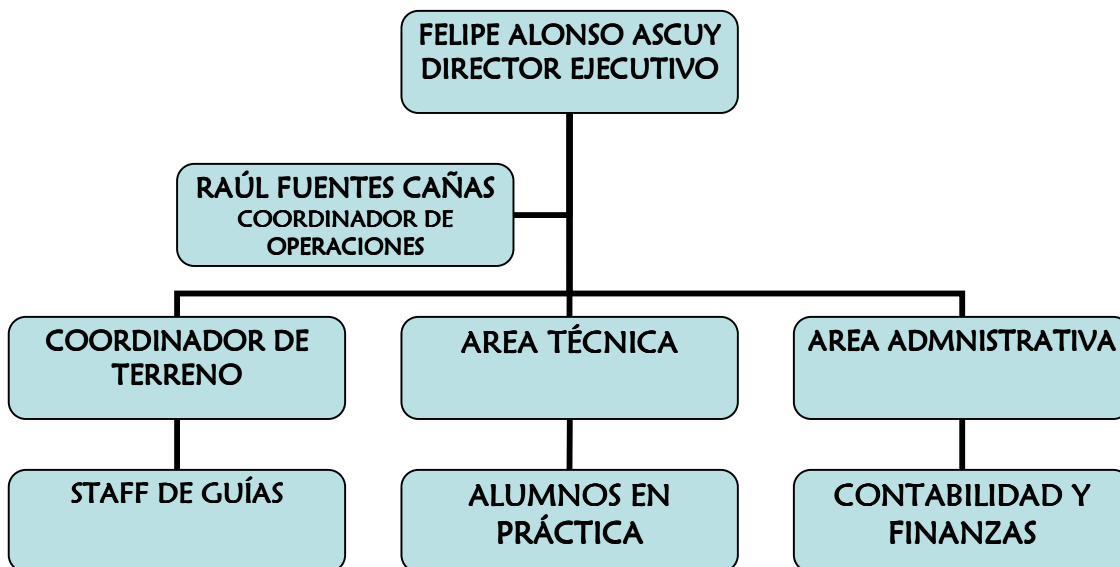 FELIPE ALONSO ASCUY
DIRECTOR EJECUTIVO
RAÚL FUENTES CAÑAS
COORDINADOR DE
OPERACIONES
COORDINADOR DE
TERRENO
AREA TÉCNICA
AREA ADMNISTRATIVA
STAFF DE GUÍAS
ALUMNOS EN
PRÁCTICA
CONTABILIDAD Y
FINANZAS